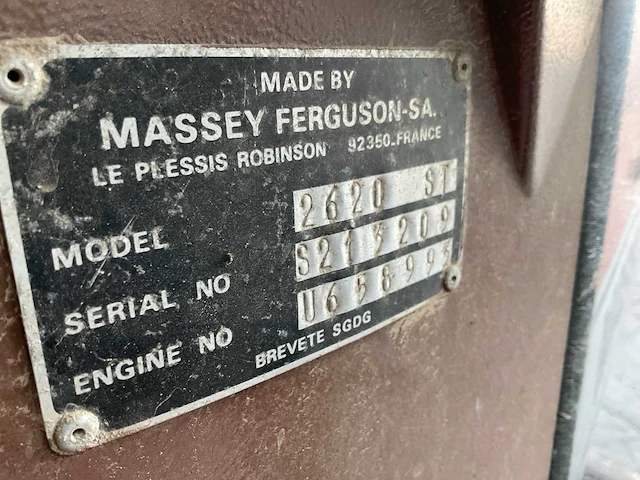 MADE BY
MASSEY FERGUSON-SA.
LE PLESSIS ROBINSON 92350-FRANCE
MODEL 2620 ST
SERIAL NO S213209
ENGINE NO
BREVETE SGDG